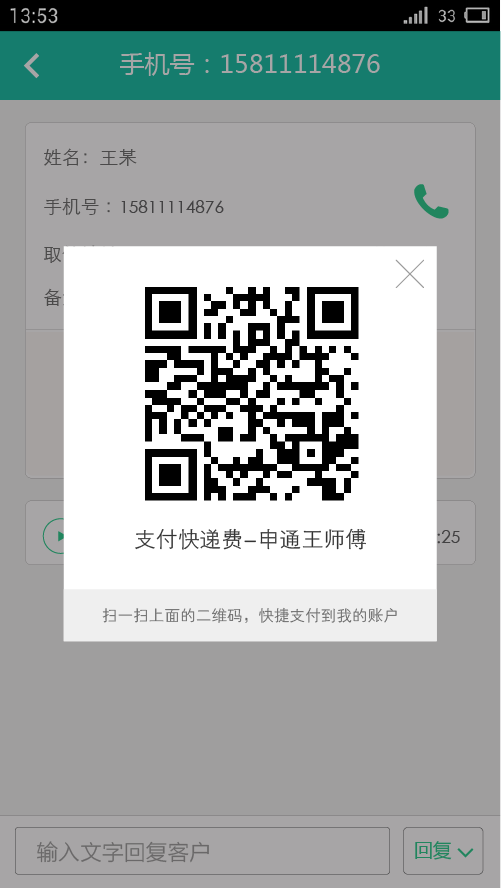 13:53
33
手机号：15811114876
姓名：王某
手机号：15811114876
取
备
支付快递费-申通王师傅
:25
扫一扫上面的二维码，快捷支付到我的账户
输入文字回复客户
回复